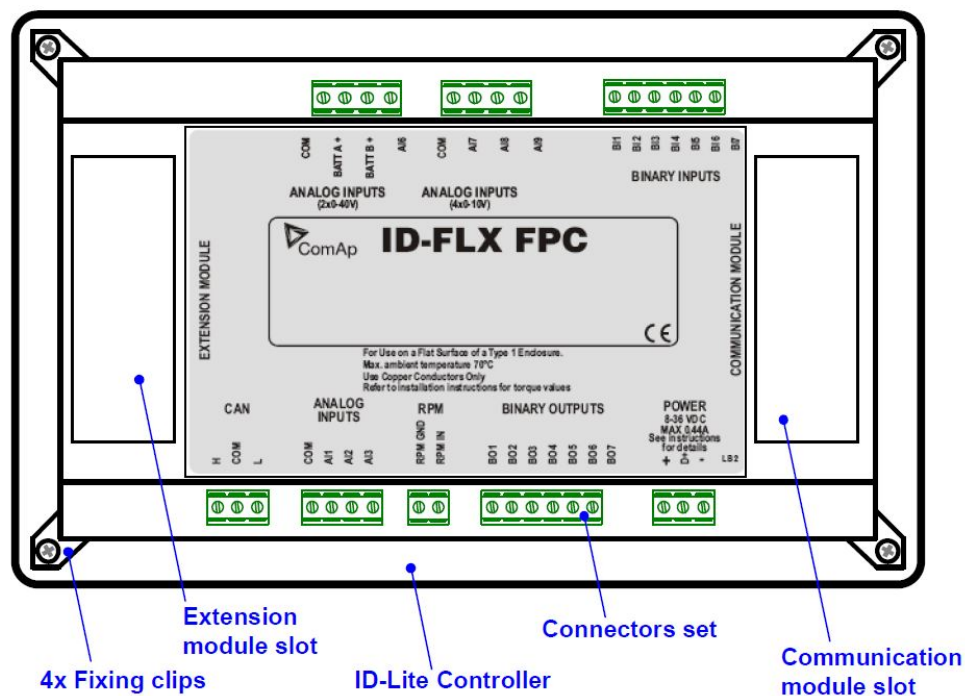 COM
BATT A +
BATT B +
AI6
COM
AI7
AI8
AI9
BI1
BI2
BI3
BI4
BI5
BI6
BI7
ANALOG INPUTS
(2x0-40V)
ANALOG INPUTS
(4x0-10V)
BINARY INPUTS
EXTENSION MODULE
ComAp
ID-FLX FPC
CE
COMMUNICATION MODULE
For Use on a Flat Surface of a Type 1 Enclosure.
Max. ambient temperature 70ºC
Use Copper Conductors Only
Refer to installation instructions for torque values
CAN
H
COM
L
ANALOG
INPUTS
COM
AI1
AI2
AI3
RPM
RPM GND
RPM IN
BINARY OUTPUTS
BO1
BO2
BO3
BO4
BO5
BO6
BO7
POWER
8-36 VDC
MAX 0.44A
See instructions
for details
+
D+
-
LS2
Extension
module slot
4x Fixing clips
ID-Lite Controller
Connectors set
Communication
module slot